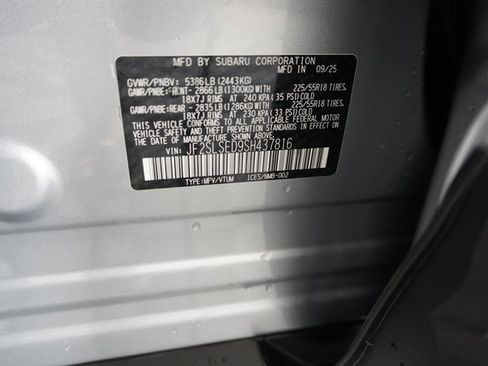 MFD BY SUBARU CORPORATION
MADE IN 09/25
GVWR/PNBV: 5386LB(2443KG)
GAWR/PNBE:FRONT- 2866LB(1300KG)WITH 225/55R18 TIRES.
18X7J RIMS AT 240 KPA(35 PSI)COLD
GAWR/PNBE:REAR - 2835LB(1286KG)WITH 225/55R18 TIRES.
18X7J RIMS AT 230 KPA(33 PSI)COLD
THIS VEHICLE CONFORMS TO ALL APPLICABLE FEDERAL MOTOR
VEHICLE SAFETY AND THEFT PREVENTION STANDARDS IN EFFECT
ON THE DATE OF MANUFACTURE SHOWN ABOVE.
VIN: JF2SLSED9SH437816
TYPE:MPV/VTUM ICES/NMB-002